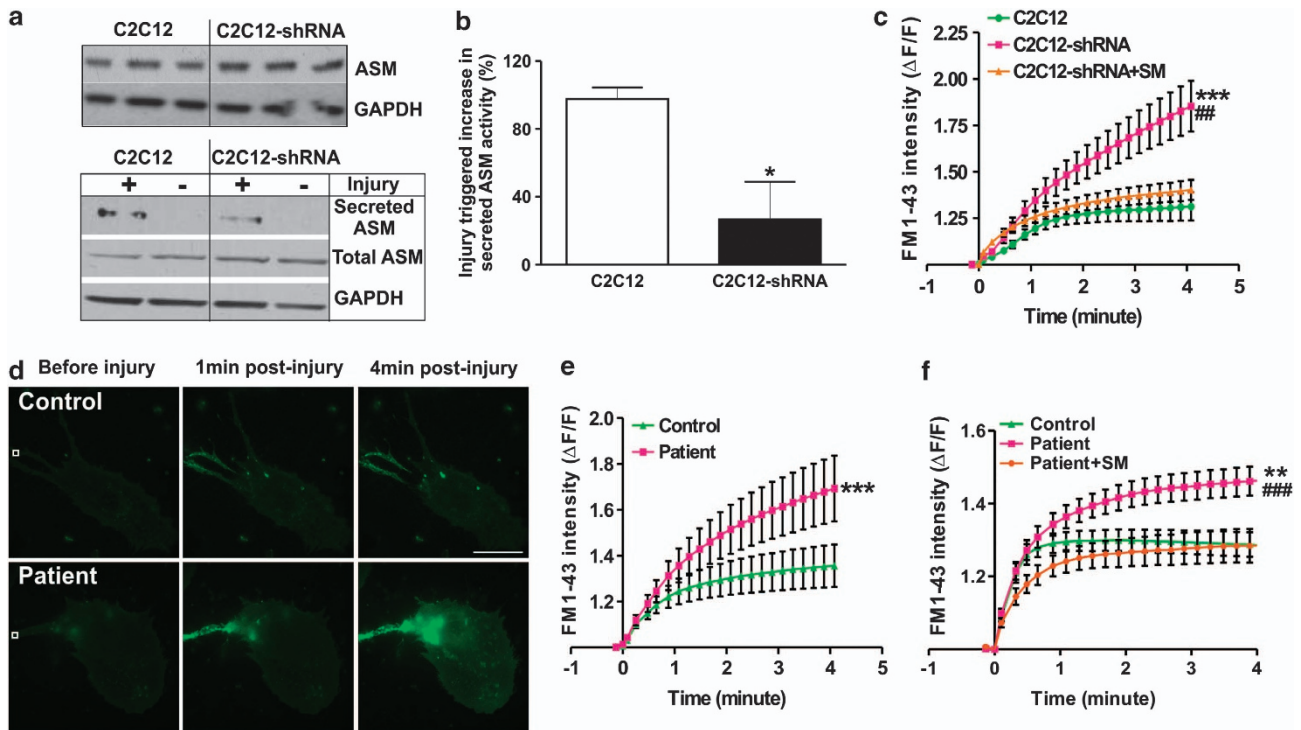 a
C2C12
C2C12-shRNA
ASM
GAPDH
C2C12
C2C12-shRNA
+ - + - Injury
Secreted ASM
Total ASM
GAPDH
b
Injury triggered increase in
secreted ASM activity (%)
120
80
40
0
*
C2C12
C2C12-shRNA
c
C2C12
C2C12-shRNA
C2C12-shRNA+SM
FM1-43 intensity (ΔF/F)
2.00
1.75
1.50
1.25
***
##
-1 0 1 2 3 4 5
Time (minute)
d
Before injury
1min post-injury
4min post-injury
Control
Patient
e
Control
Patient
FM1-43 intensity (ΔF/F)
2.0
1.8
1.6
1.4
1.2
***
-1 0 1 2 3 4 5
Time (minute)
f
Control
Patient
Patient+SM
FM1-43 intensity (ΔF/F)
1.6
1.4
1.2
**
###
-1 0 1 2 3 4
Time (minute)